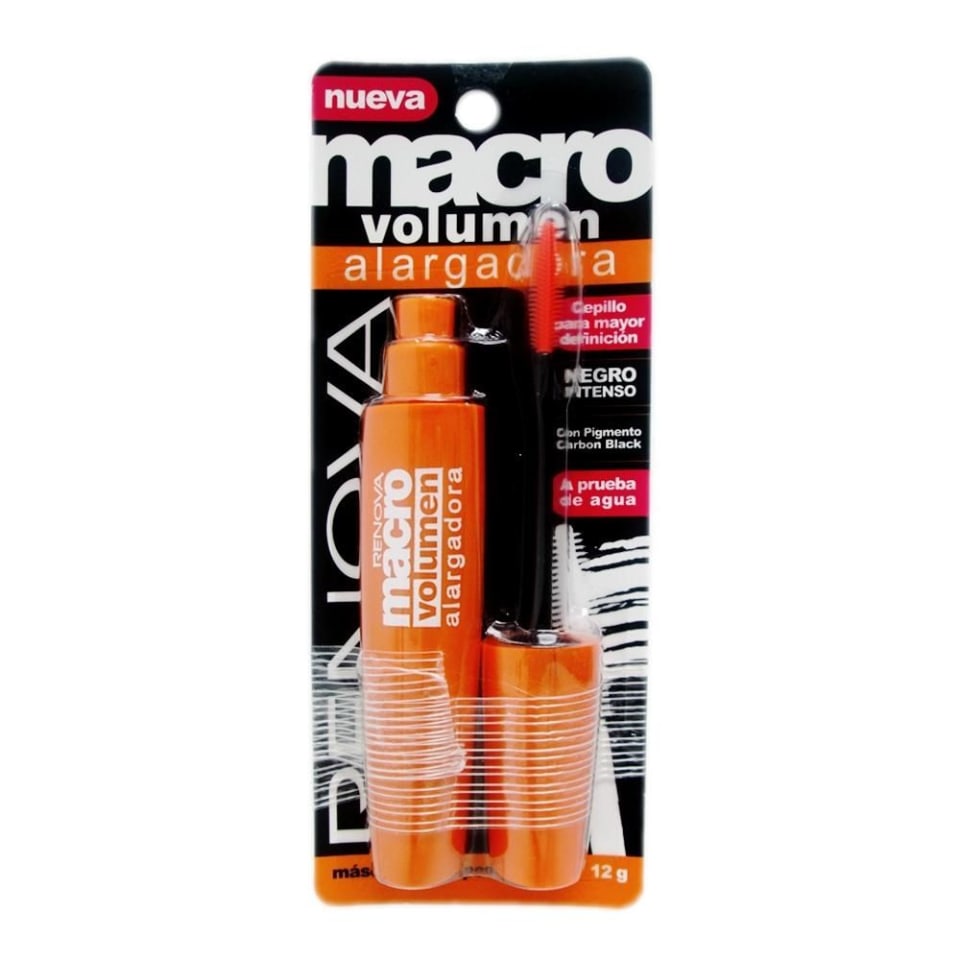 nueva
macro
volumen
alargadora
RENOVA
Cepillo
para mayor
definición
NEGRO
INTENSO
Con Pigmento
Carbon Black
A prueba
de agua
RENOVA
macro
volumen
alargadora
12 g